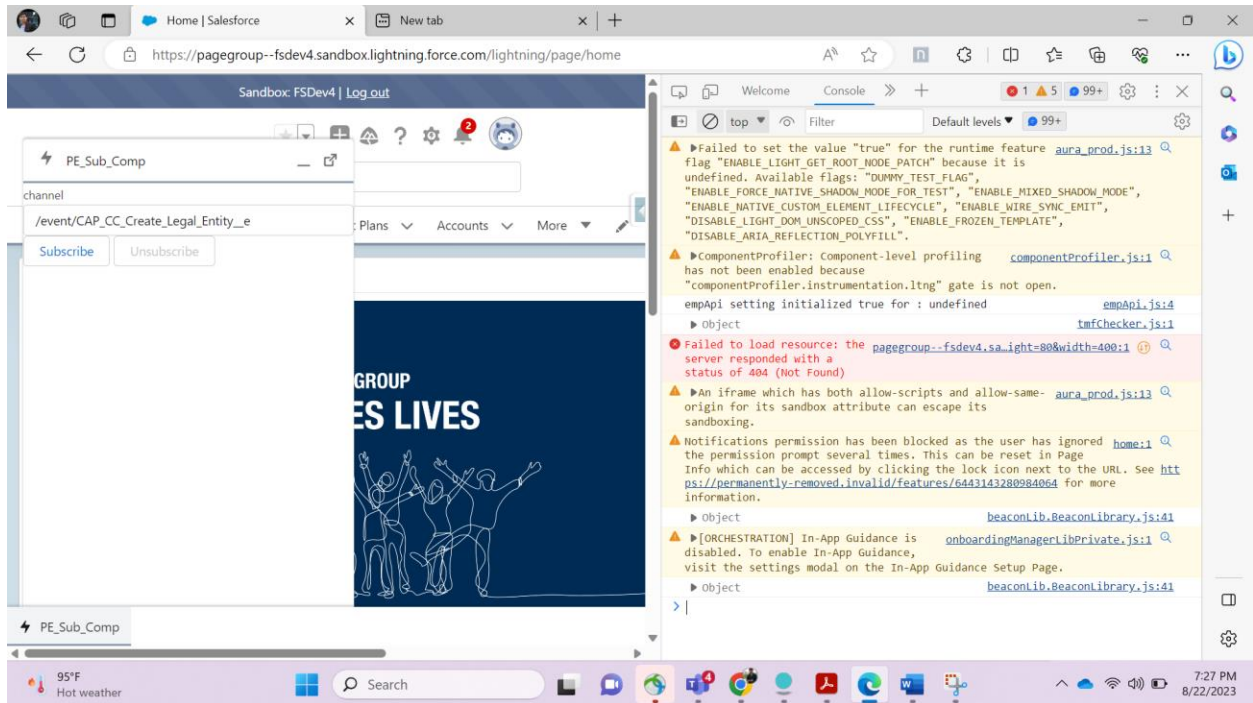 Home | Salesforce
New tab
https://pagegroup--fsdev4.sandbox.lightning.force.com/lightning/page/home
Sandbox: FSDev4 | Log out
2
PE_Sub_Comp
channel
/event/CAP_CC_Create_Legal_Entity__e
Subscribe
Unsubscribe
Plans
Accounts
More
GROUP
ES LIVES
PE_Sub_Comp
Welcome
Console
1
5
99+
top
Filter
Default levels
99+
Failed to set the value "true" for the runtime feature aura_prod.js:13
flag "ENABLE_LIGHT_GET_ROOT_NODE_PATCH" because it is
undefined. Available flags: "DUMMY_TEST_FLAG",
"ENABLE_FORCE_NATIVE_SHADOW_MODE_FOR_TEST", "ENABLE_MIXED_SHADOW_MODE",
"ENABLE_NATIVE_CUSTOM_ELEMENT_LIFECYCLE", "ENABLE_WIRE_SYNC_EMIT",
"DISABLE_LIGHT_DOM_UNSCOPED_CSS", "ENABLE_FROZEN_TEMPLATE",
"DISABLE_ARIA_REFLECTION_POLYFILL".
ComponentProfiler: Component-level profiling componentProfiler.js:1
has not been enabled because
"componentProfiler.instrumentation.ltng" gate is not open.
empApi setting initialized true for : undefined empApi.js:4
Object tmfChecker.js:1
Failed to load resource: the pagegroup--fsdev4.sa…ight=80&width=400:1
server responded with a
status of 404 (Not Found)
An iframe which has both allow-scripts and allow-same- aura_prod.js:13
origin for its sandbox attribute can escape its
sandboxing.
Notifications permission has been blocked as the user has ignored home:1
the permission prompt several times. This can be reset in Page
Info which can be accessed by clicking the lock icon next to the URL. See htt
ps://permanently-removed.invalid/features/6443143280984064 for more
information.
Object beaconLib.BeaconLibrary.js:41
[ORCHESTRATION] In-App Guidance is onboardingManagerLibPrivate.js:1
disabled. To enable In-App Guidance,
visit the settings modal on the In-App Guidance Setup Page.
Object beaconLib.BeaconLibrary.js:41
95°F
Hot weather
Search
4
7:27 PM
8/22/2023